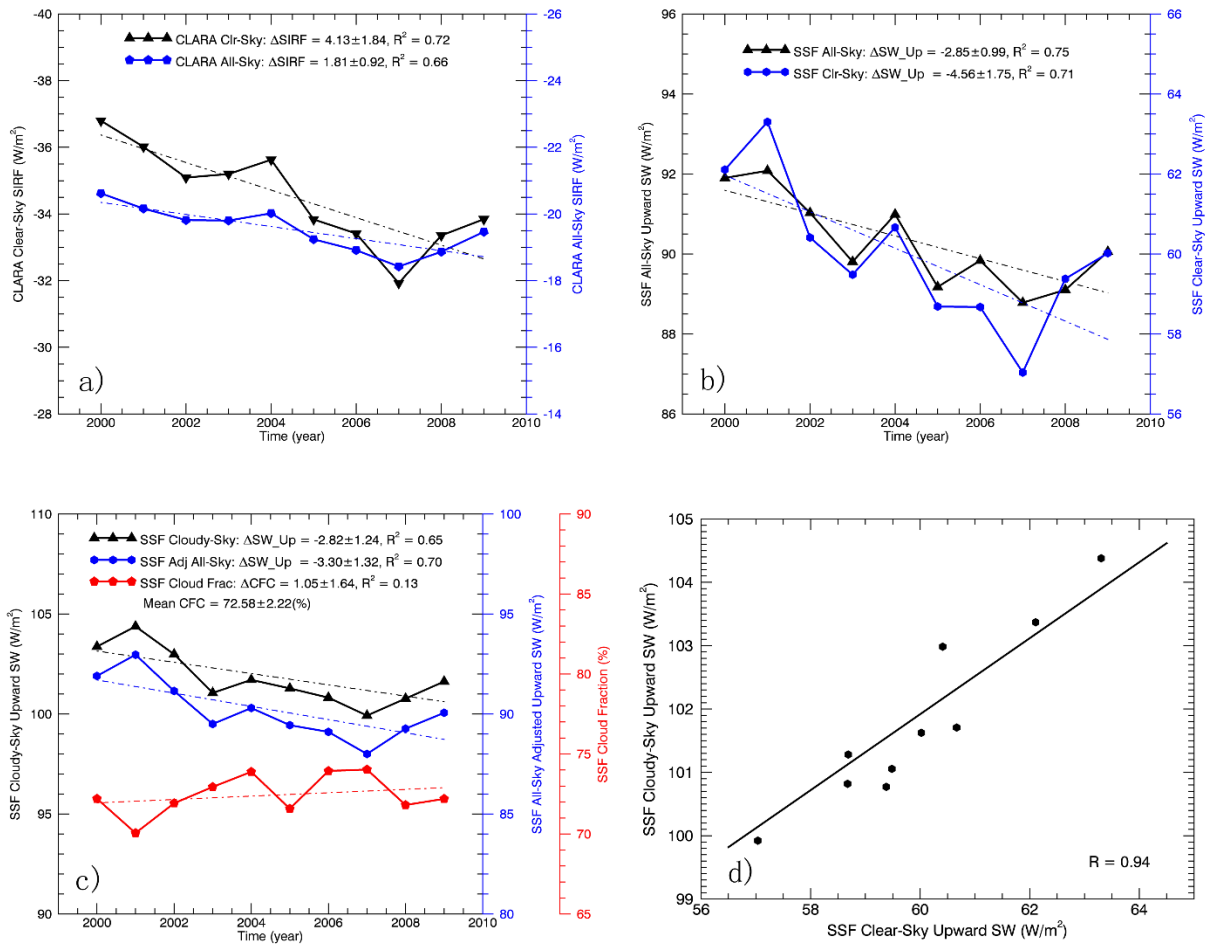 CLARA Clr-Sky: ΔSIRF = 4.13±1.84, R² = 0.72
CLARA All-Sky: ΔSIRF = 1.81±0.92, R² = 0.66
-40
-38
-36
-34
-32
-30
-28
CLARA Clear-Sky SIRF (W/m²)
-26
-24
-22
-20
-18
-16
-14
CLARA All-Sky SIRF (W/m²)
a)
2000 2002 2004 2006 2008 2010
Time (year)
SSF All-Sky: ΔSW_Up = -2.85±0.99, R² = 0.75
SSF Clr-Sky: ΔSW_Up = -4.56±1.75, R² = 0.71
96
94
92
90
88
86
SSF All-Sky Upward SW (W/m²)
66
64
62
60
58
56
SSF Clear-Sky Upward SW (W/m²)
b)
2000 2002 2004 2006 2008 2010
Time (year)
SSF Cloudy-Sky: ΔSW_Up = -2.82±1.24, R² = 0.65
SSF Adj All-Sky: ΔSW_Up = -3.30±1.32, R² = 0.70
SSF Cloud Frac: ΔCFC = 1.05±1.64, R² = 0.13
Mean CFC = 72.58±2.22(%)
110
105
100
95
90
SSF Cloudy-Sky Upward SW (W/m²)
100
95
90
85
80
SSF All-Sky Adjusted Upward SW (W/m²)
90
85
80
75
70
65
SSF Cloud Fraction (%)
c)
2000 2002 2004 2006 2008 2010
Time (year)
105
104
103
102
101
100
99
SSF Cloudy-Sky Upward SW (W/m²)
d)
R = 0.94
56 58 60 62 64
SSF Clear-Sky Upward SW (W/m²)